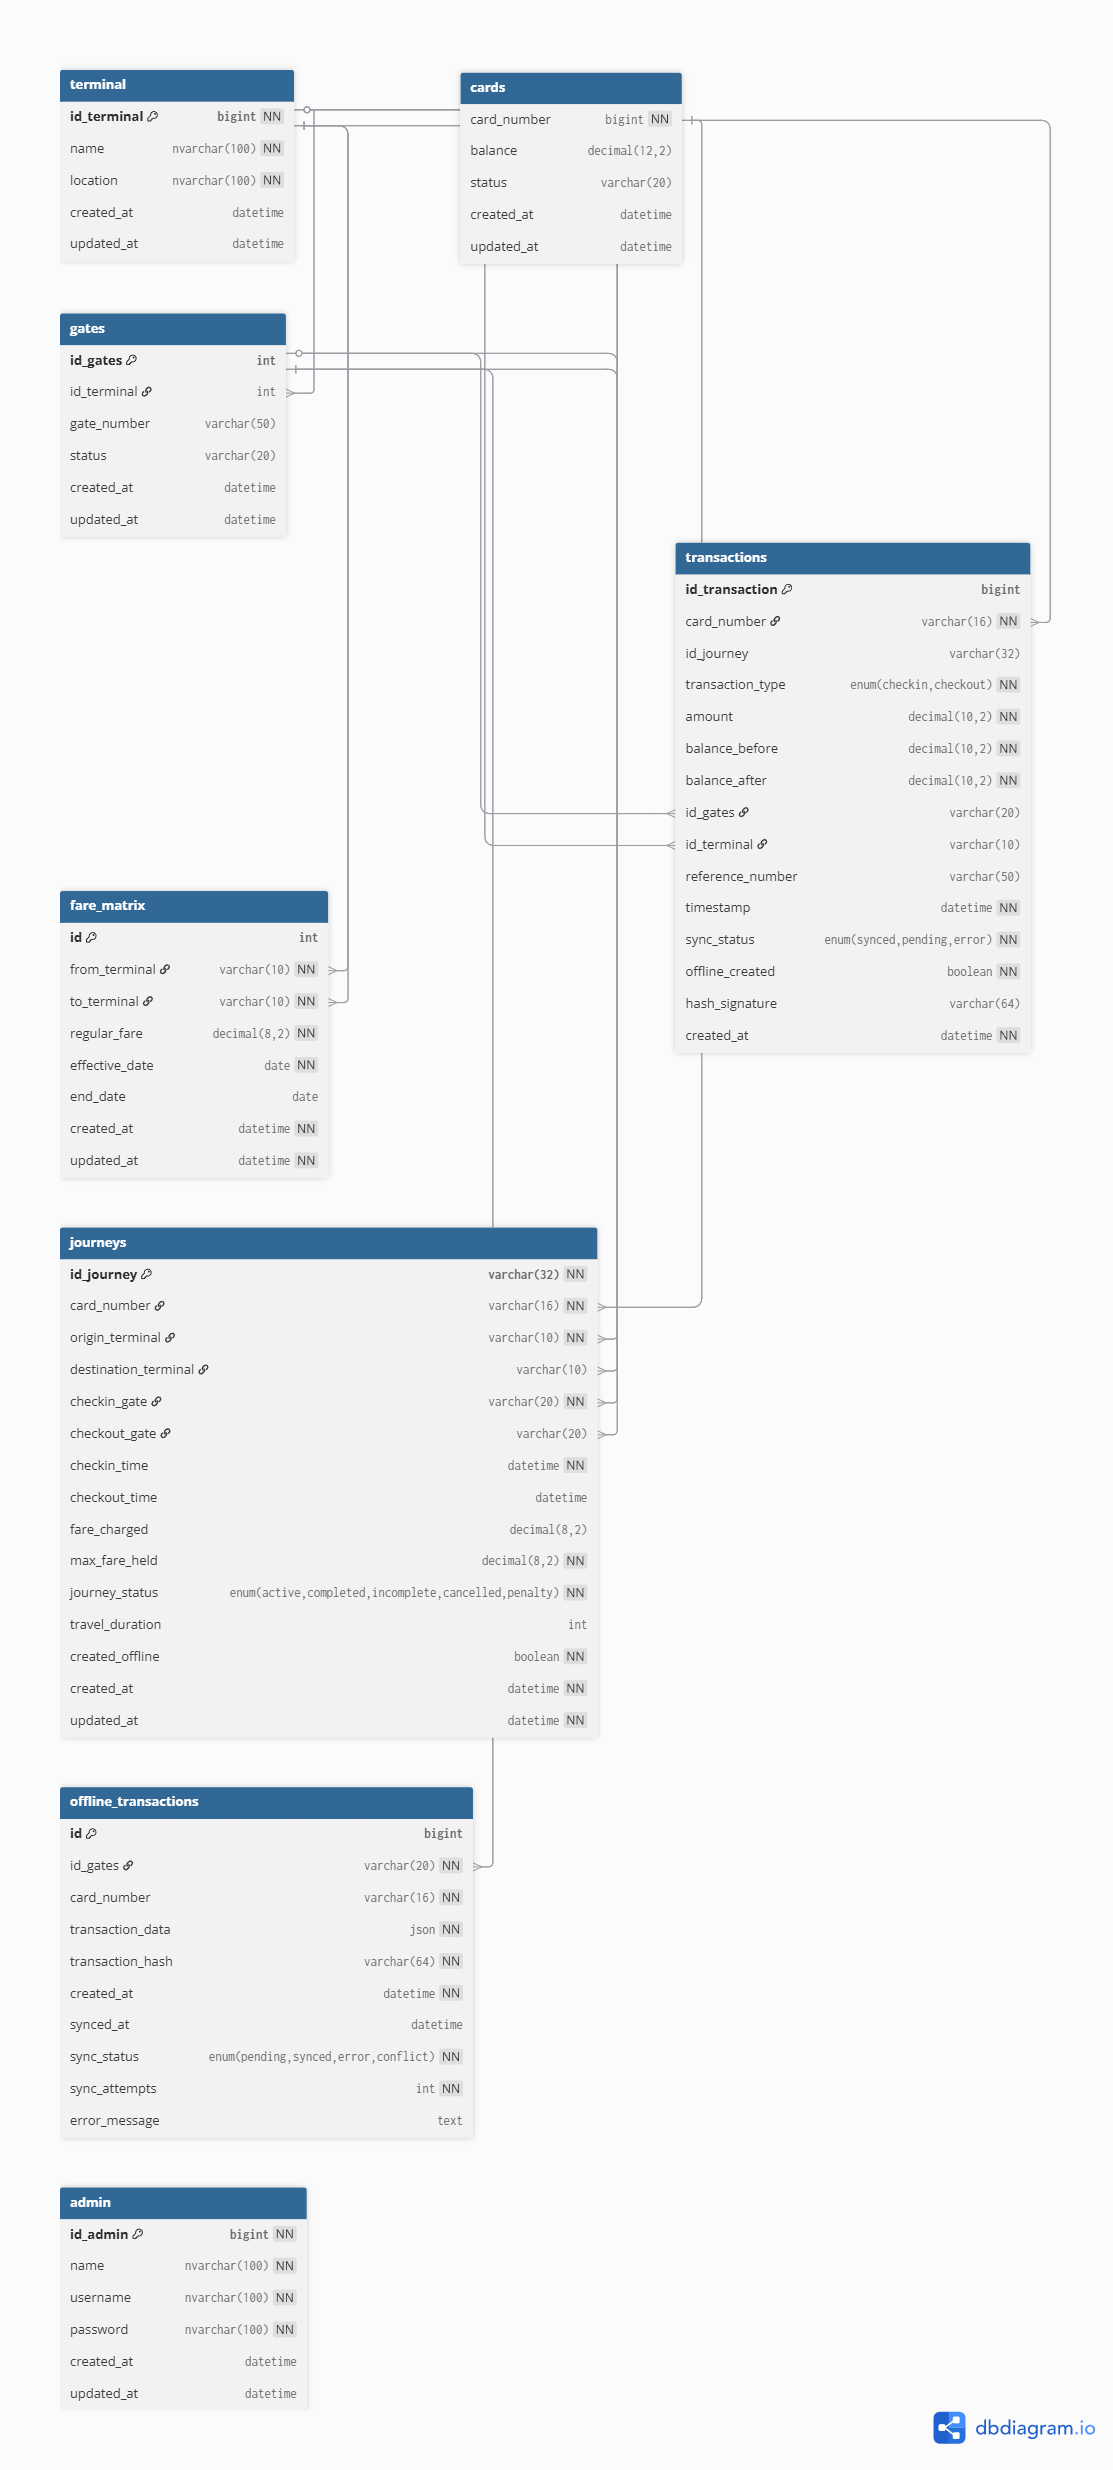 terminal
id_terminal bigint NN
name nvarchar(100) NN
location nvarchar(100) NN
created_at datetime
updated_at datetime
cards
card_number bigint NN
balance decimal(12,2)
status varchar(20)
created_at datetime
updated_at datetime
gates
id_gates int
id_terminal int
gate_number varchar(50)
status varchar(20)
created_at datetime
updated_at datetime
transactions
id_transaction bigint
card_number varchar(16) NN
id_journey varchar(32)
transaction_type enum(checkin,checkout) NN
amount decimal(10,2) NN
balance_before decimal(10,2) NN
balance_after decimal(10,2) NN
id_gates varchar(20)
id_terminal varchar(10)
reference_number varchar(50)
timestamp datetime NN
sync_status enum(synced,pending,error) NN
offline_created boolean NN
hash_signature varchar(64)
created_at datetime NN
fare_matrix
id int
from_terminal varchar(10) NN
to_terminal varchar(10) NN
regular_fare decimal(8,2) NN
effective_date date NN
end_date date
created_at datetime NN
updated_at datetime NN
journeys
id_journey varchar(32) NN
card_number varchar(16) NN
origin_terminal varchar(10) NN
destination_terminal varchar(10)
checkin_gate varchar(20) NN
checkout_gate varchar(20)
checkin_time datetime NN
checkout_time datetime
fare_charged decimal(8,2)
max_fare_held decimal(8,2) NN
journey_status enum(active,completed,incomplete,cancelled,penalty) NN
travel_duration int
created_offline boolean NN
created_at datetime NN
updated_at datetime NN
offline_transactions
id bigint
id_gates varchar(20) NN
card_number varchar(16) NN
transaction_data json NN
transaction_hash varchar(64) NN
created_at datetime NN
synced_at datetime
sync_status enum(pending,synced,error,conflict) NN
sync_attempts int NN
error_message text
admin
id_admin bigint NN
name nvarchar(100) NN
username nvarchar(100) NN
password nvarchar(100) NN
created_at datetime
updated_at datetime
dbdiagram.io